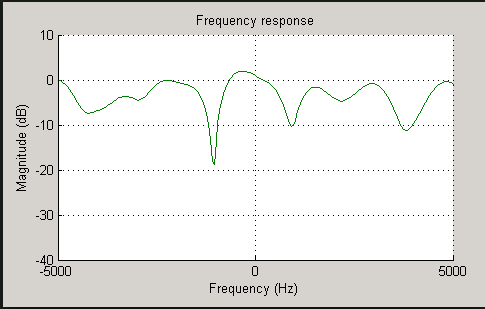 Frequency response
10
0
-10
-20
-30
-40
Magnitude (dB)
-5000 0 5000
Frequency (Hz)